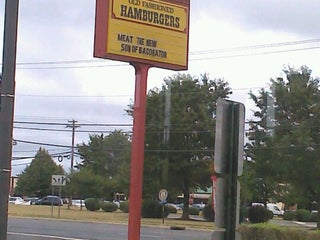 OLD FASHIONED
HAMBURGERS
MEAT THE NEW
SON OF BACONATOR